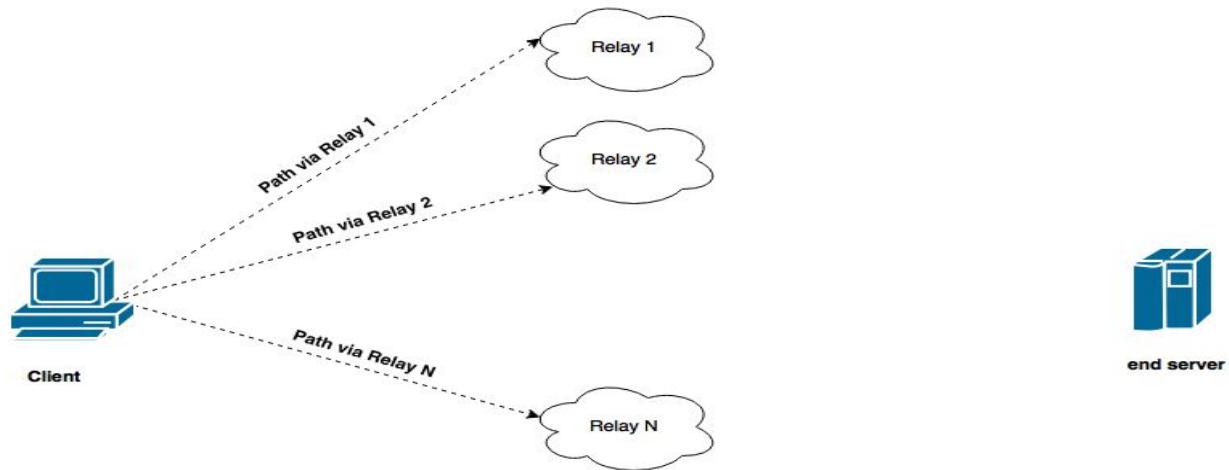 Relay 1
Path via Relay 1
Relay 2
Path via Relay 2
Client
end server
Path via Relay N
Relay N